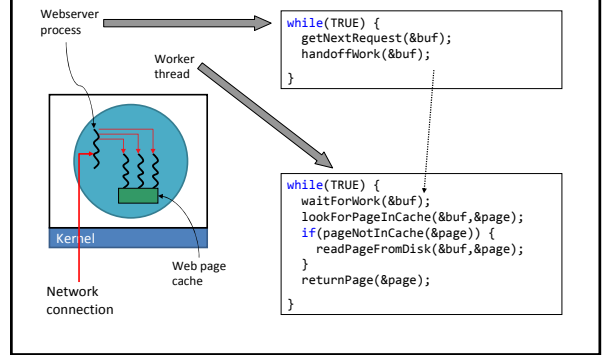 Webserver
process
while(TRUE) {
getNextRequest(&buf);
handoffWork(&buf);
}
Worker
thread
while(TRUE) {
waitForWork(&buf);
lookForPageInCache(&buf,&page);
if(pageNotInCache(&page)) {
readPageFromDisk(&buf,&page);
}
returnPage(&page);
}
Kernel
Web page
cache
Network
connection